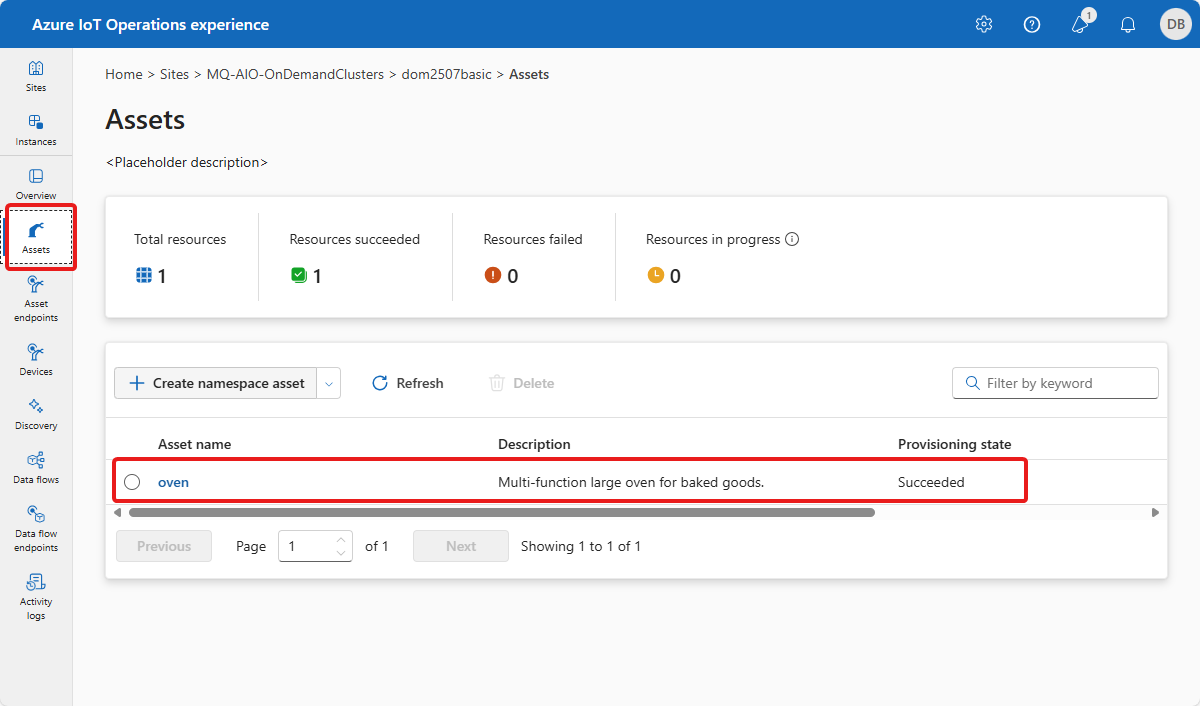 Azure IoT Operations experience
1
DB
Sites
Instances
Overview
Assets
Asset
endpoints
Devices
Discovery
Data flows
Data flow
endpoints
Activity
logs
Home > Sites > MQ-AIO-OnDemandClusters > dom2507basic > Assets
Assets
<Placeholder description>
Total resources
1
Resources succeeded
1
Resources failed
0
Resources in progress
0
Create namespace asset
Refresh
Delete
Filter by keyword
Asset name Description Provisioning state
oven Multi-function large oven for baked goods. Succeeded
Previous Page 1 of 1 Next Showing 1 to 1 of 1